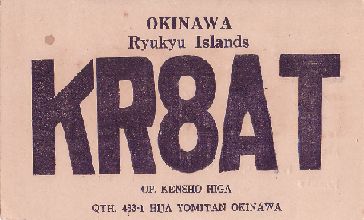 OKINAWA
Ryukyu Islands
KR8AT
OP. KENSHO HIGA
QTH. 433-1 HIJA YOMITAN OKINAWA